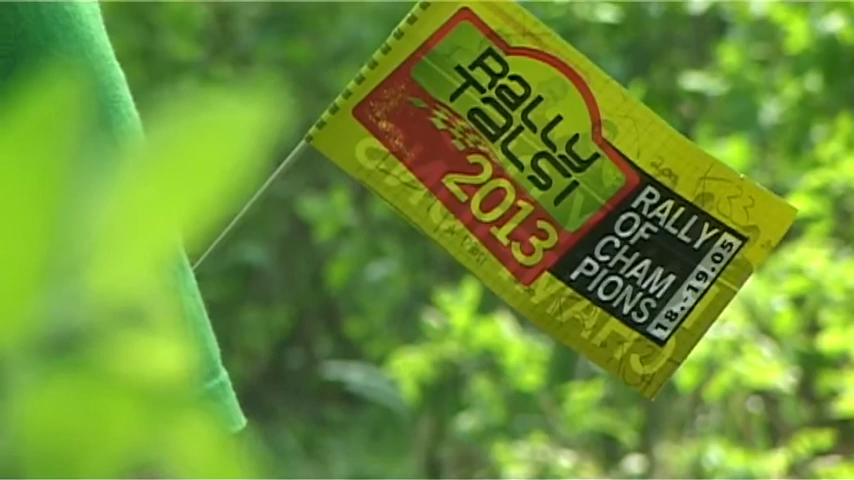 Rally
Talsi
2013
RALLY
OF
CHAM
PIONS
18.-19.05